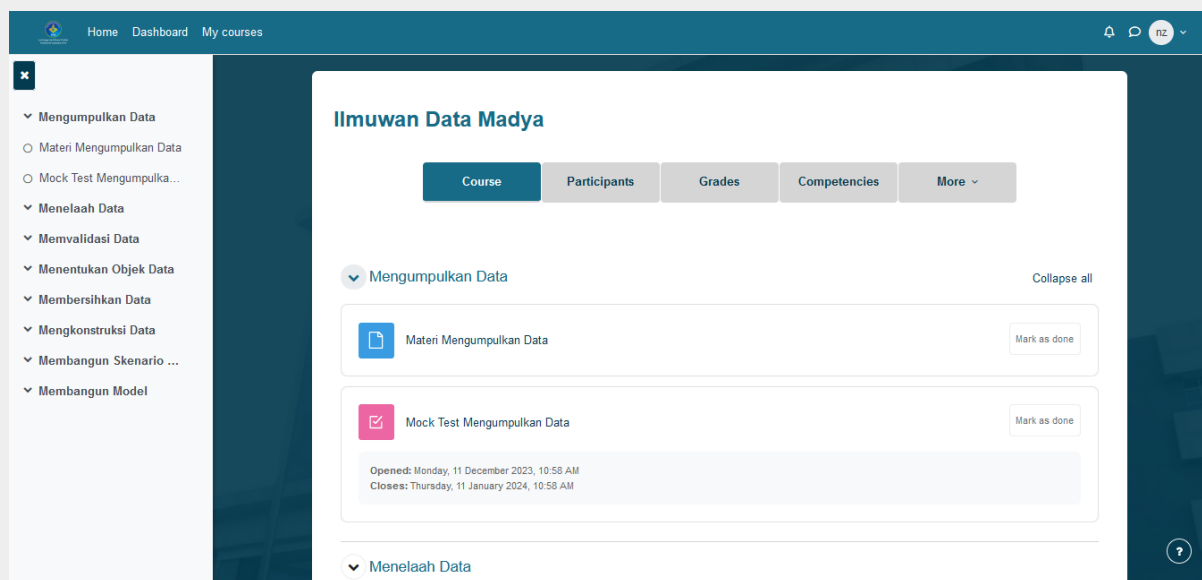 Home Dashboard My courses
nz
Mengumpulkan Data
Materi Mengumpulkan Data
Mock Test Mengumpulka...
Menelaah Data
Memvalidasi Data
Menentukan Objek Data
Membersihkan Data
Mengkonstruksi Data
Membangun Skenario ...
Membangun Model
Ilmuwan Data Madya
Course Participants Grades Competencies More
Mengumpulkan Data
Collapse all
Materi Mengumpulkan Data
Mark as done
Mock Test Mengumpulkan Data
Mark as done
Opened: Monday, 11 December 2023, 10:58 AM
Closes: Thursday, 11 January 2024, 10:58 AM
Menelaah Data
?